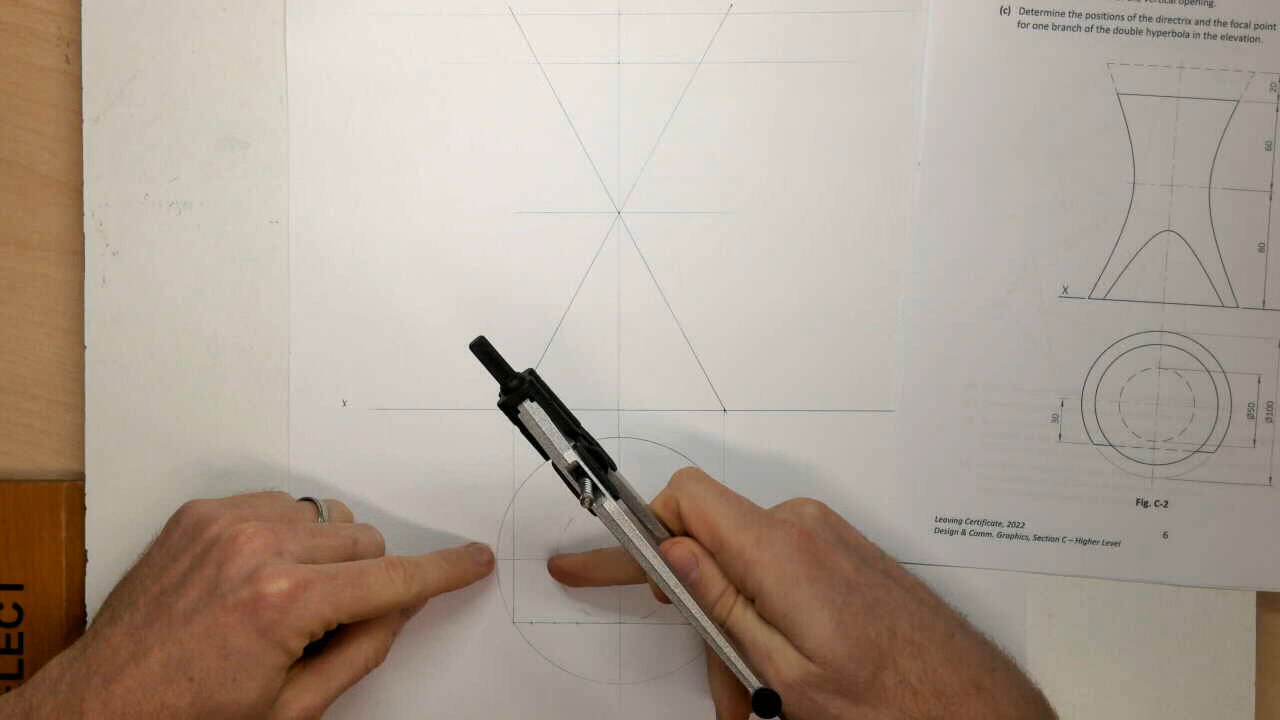 vertical opening.
(c) Determine the positions of the directrix and the focal point
for one branch of the double hyperbola in the elevation.
20
60
80
X
X
30
Ø50
Ø100
Fig. C-2
Leaving Certificate, 2022
Design & Comm. Graphics, Section C – Higher Level
6
LECT